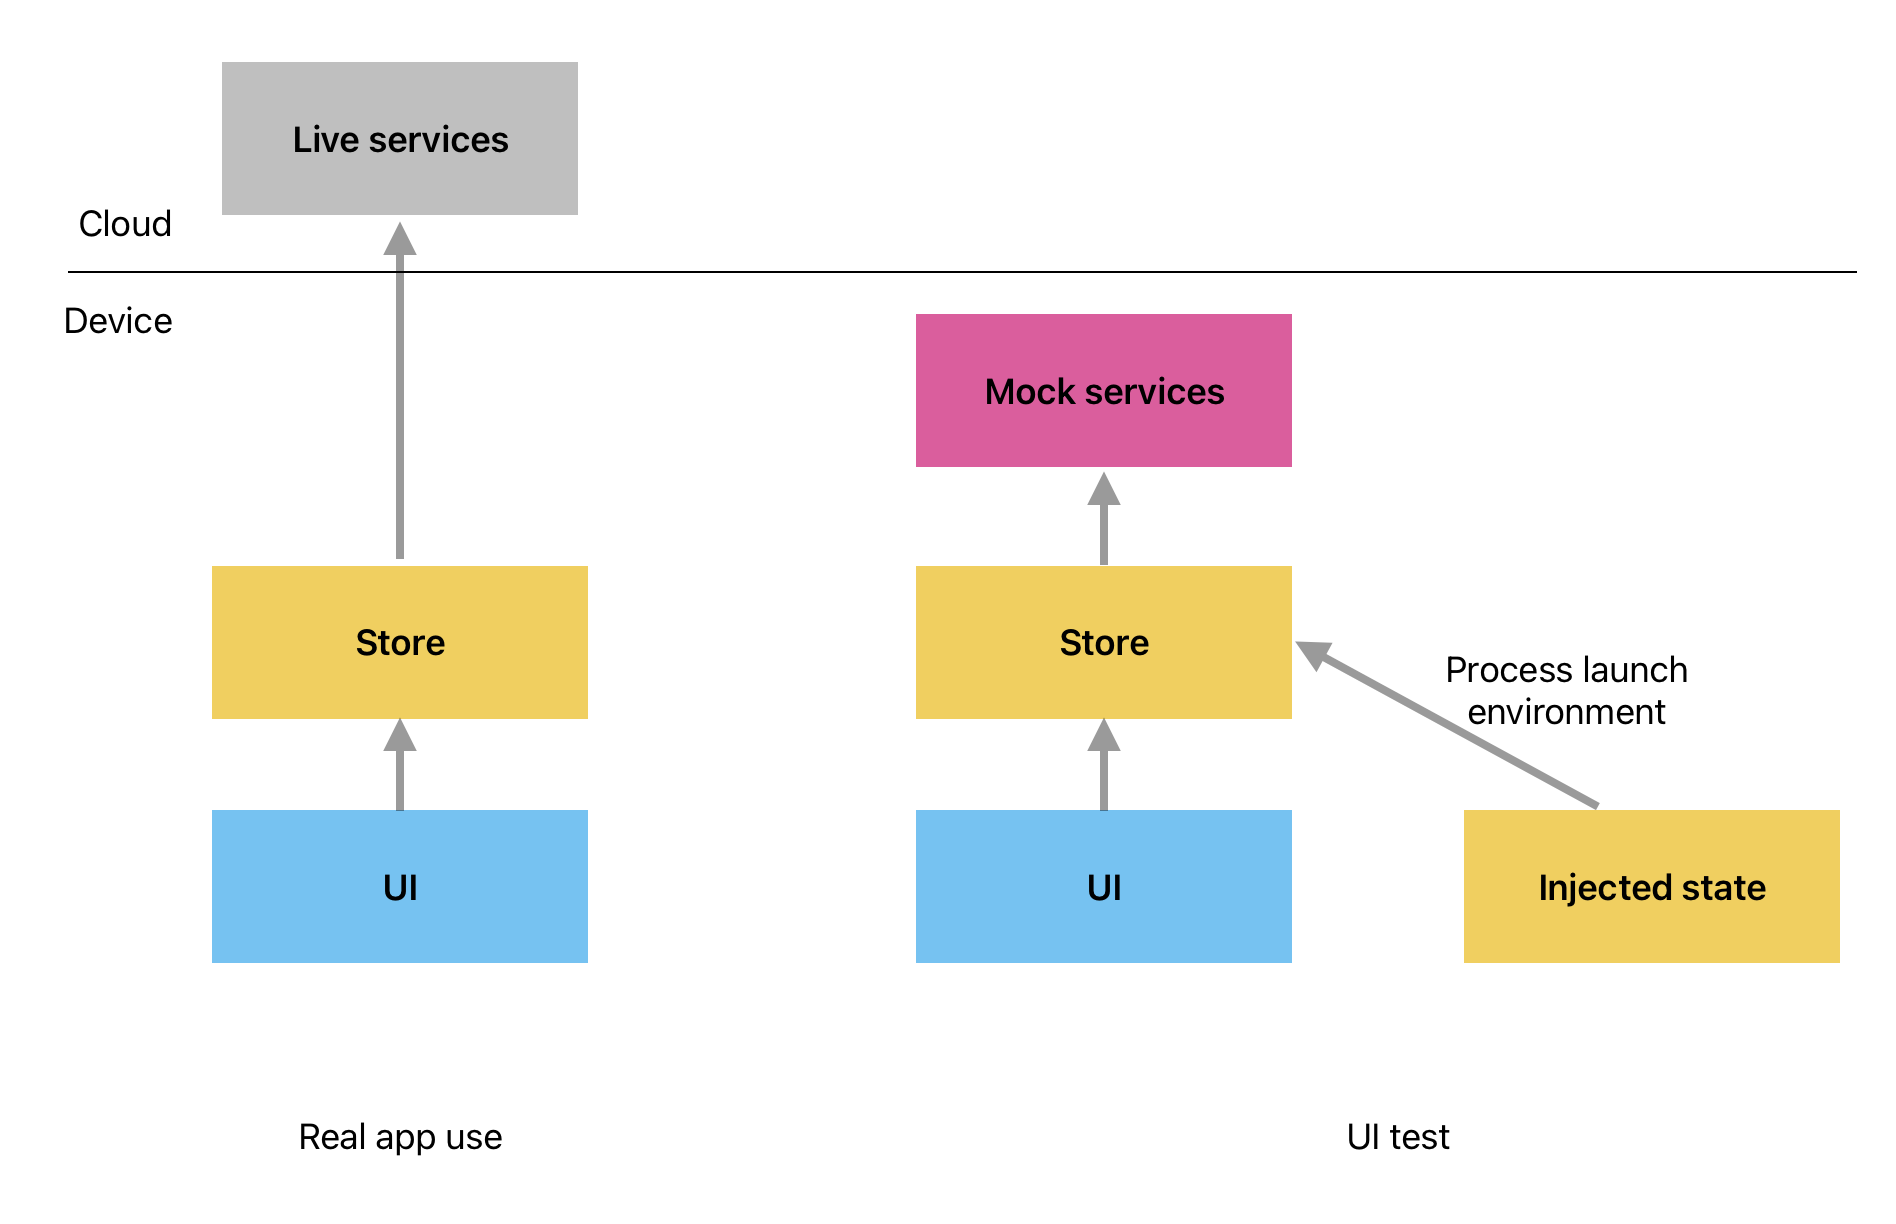 Live services
Cloud
Device
Mock services
Store
Store
Process launch
environment
UI
UI
Injected state
Real app use
UI test